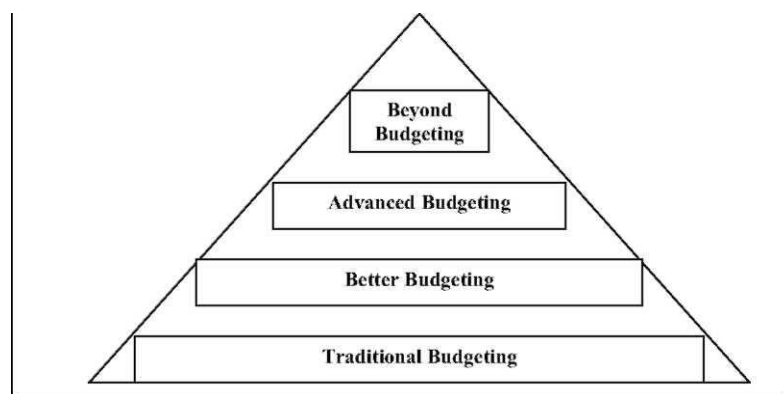 Beyond
Budgeting
Advanced Budgeting
Better Budgeting
Traditional Budgeting